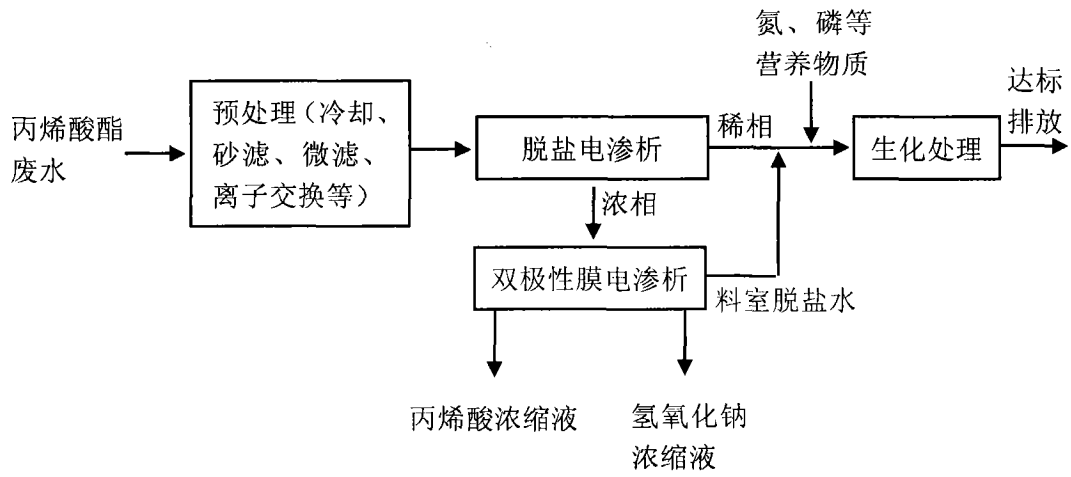 氮、磷等
营养物质
达标
排放
丙烯酸酯
废水
预处理（冷却、
砂滤、微滤、
离子交换等）
脱盐电渗析
稀相
生化处理
浓相
双极性膜电渗析
料室脱盐水
丙烯酸浓缩液
氢氧化钠
浓缩液